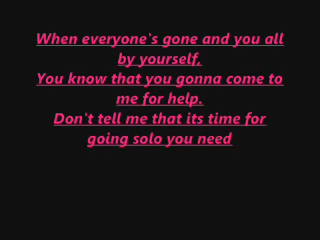 When everyone's gone and you all
by yourself,
You know that you gonna come to
me for help.
Don't tell me that its time for
going solo you need